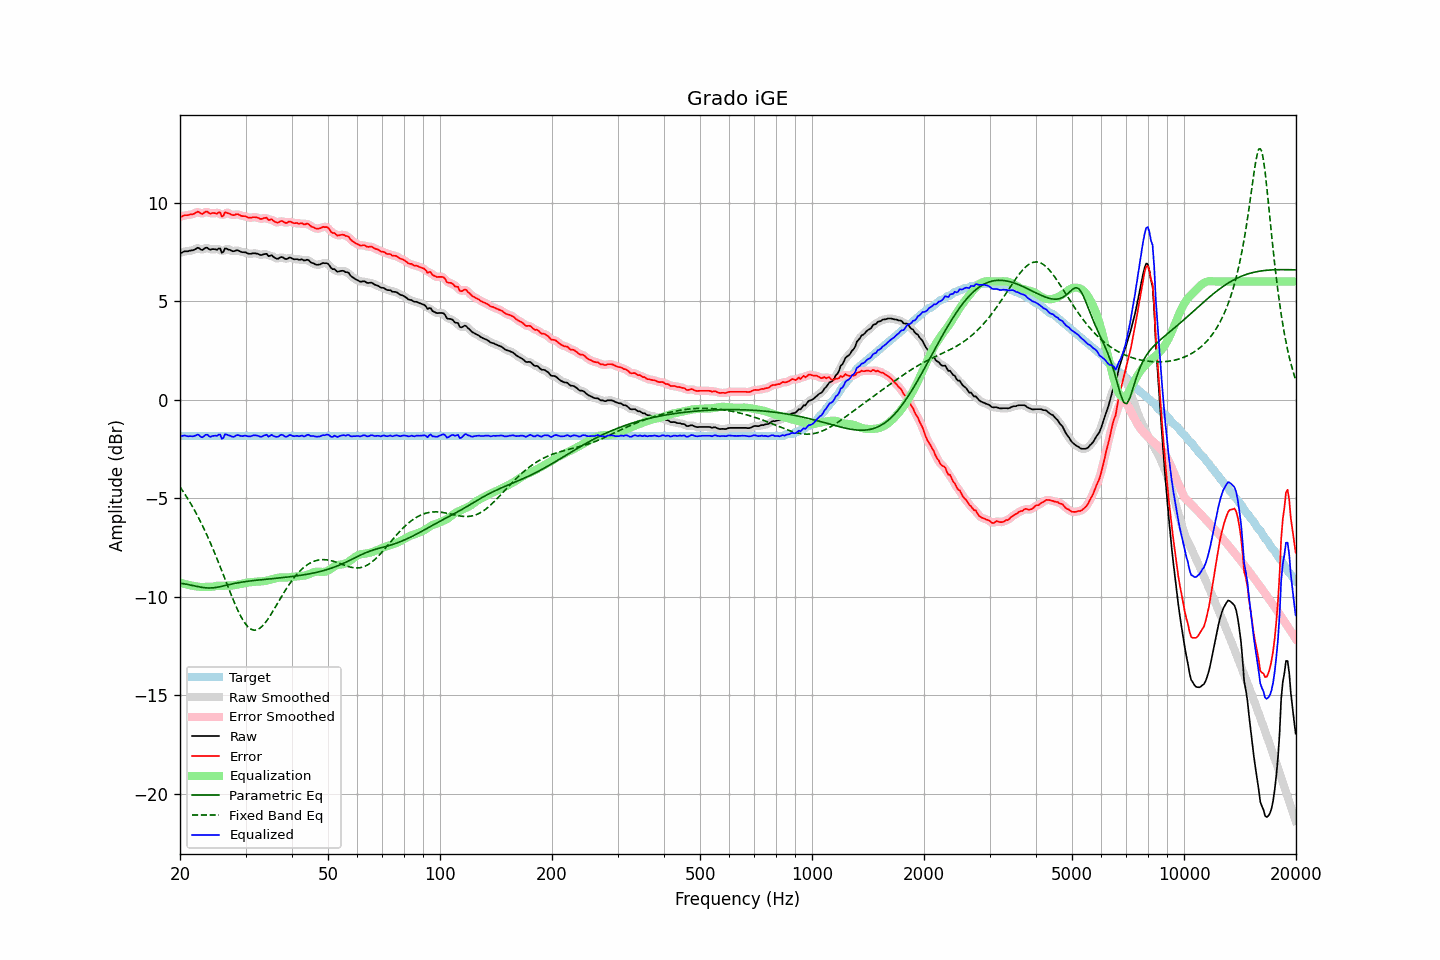 Grado iGE
Amplitude (dBr)
10
5
0
−5
−10
−15
−20
Target
Raw Smoothed
Error Smoothed
Raw
Error
Equalization
Parametric Eq
Fixed Band Eq
Equalized
20
50
100
200
500
1000
2000
5000
10000
20000
Frequency (Hz)